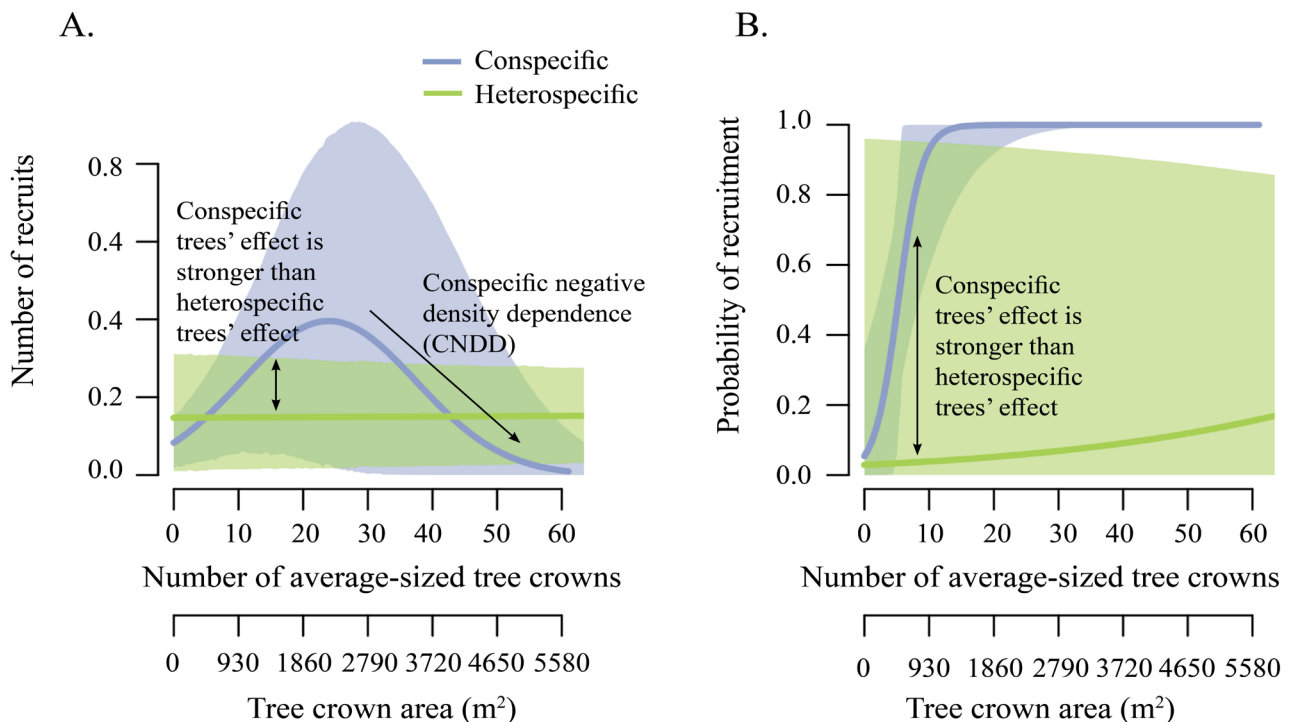 A.
Conspecific
Heterospecific
Number of recruits
0.8
0.4
0.4
0.2
0.0
Conspecific
trees’ effect is
stronger than
heterospecific
trees’ effect
Conspecific negative
density dependence
(CNDD)
0 10 20 30 40 50 60
Number of average-sized tree crowns
0 930 1860 2790 3720 4650 5580
Tree crown area (m²)
B.
Probability of recruitment
1.0
0.8
0.6
0.4
0.2
0.0
Conspecific
trees’ effect is
stronger than
heterospecific
trees’ effect
0 10 20 30 40 50 60
Number of average-sized tree crowns
0 930 1860 2790 3720 4650 5580
Tree crown area (m²)